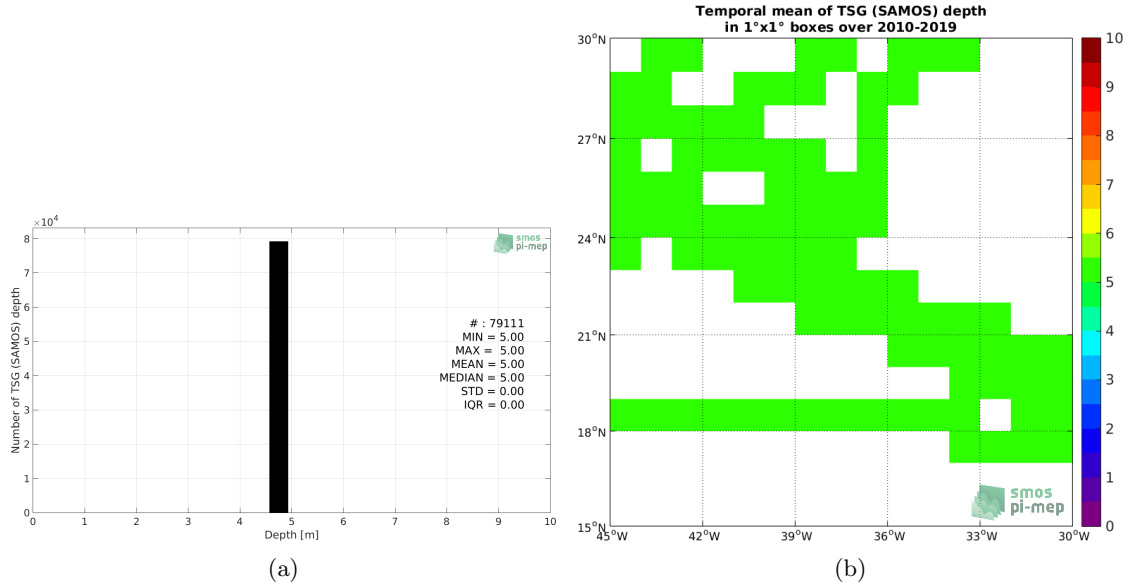 ×10⁴
8
7
6
5
4
3
2
1
0
Number of TSG (SAMOS) depth
smos
pi-mep
# : 79111
MIN = 5.00
MAX = 5.00
MEAN = 5.00
MEDIAN = 5.00
STD = 0.00
IQR = 0.00
0 1 2 3 4 5 6 7 8 9 10
Depth [m]
(a)
Temporal mean of TSG (SAMOS) depth
in 1°x1° boxes over 2010-2019
30°N
27°N
24°N
21°N
18°N
15°N
45°W 42°W 39°W 36°W 33°W 30°W
smos
pi-mep
10
9
8
7
6
5
4
3
2
1
0
(b)